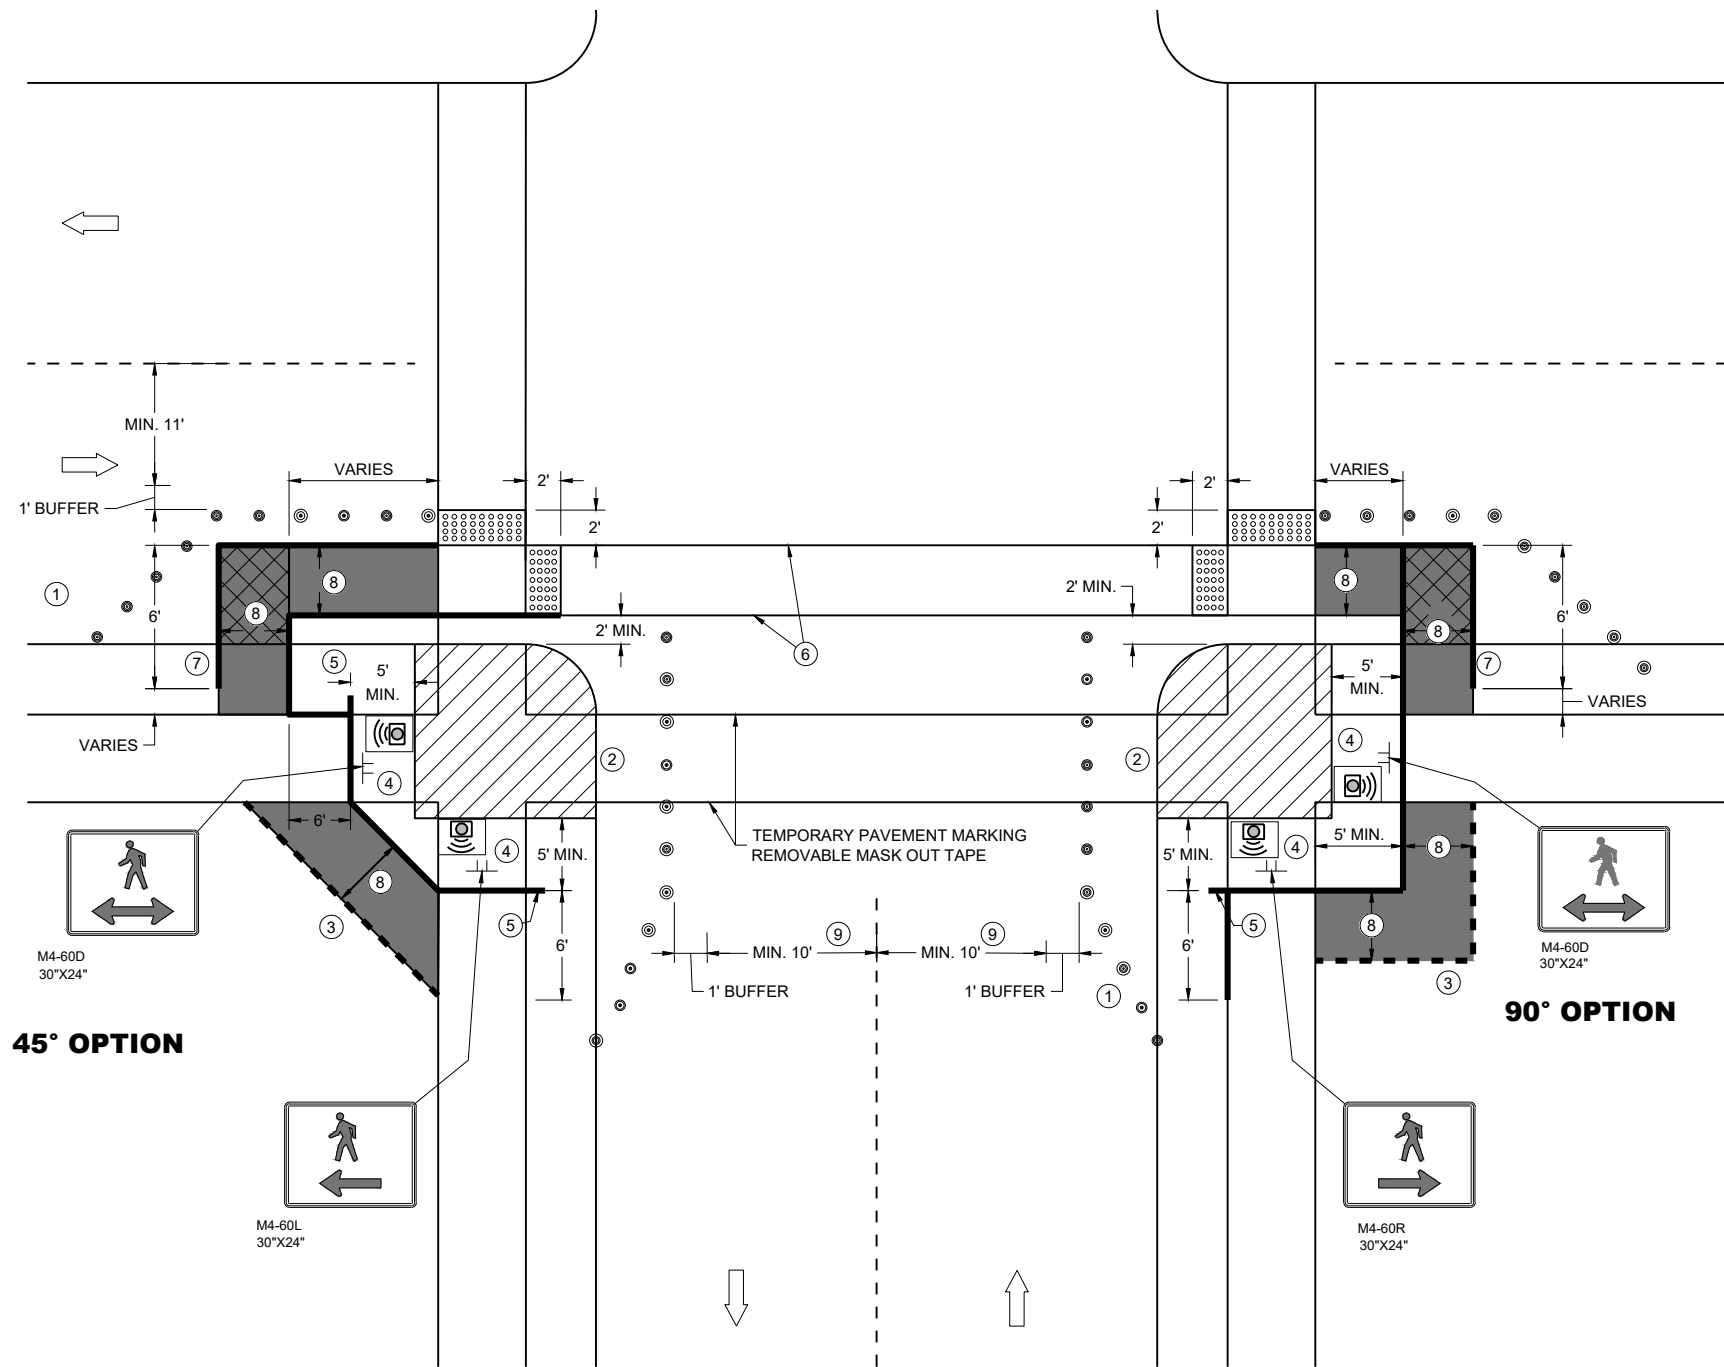 MIN. 11'
VARIES
2'
1' BUFFER
2'
VARIES
2'
2'
1
8
8
6'
2' MIN.
2' MIN.
8
8
6'
7
5
5'
MIN.
6
5'
MIN.
7
VARIES
VARIES
4
2
2
4
6'
4
5' MIN.
TEMPORARY PAVEMENT MARKING
REMOVABLE MASK OUT TAPE
5' MIN.
4
5' MIN.
8
8
3
5
6'
9
MIN. 10'
9
MIN. 10'
6'
5
8
3
1' BUFFER
1' BUFFER
1
M4-60D
30"X24"
M4-60D
30"X24"
45° OPTION
90° OPTION
M4-60L
30"X24"
M4-60R
30"X24"